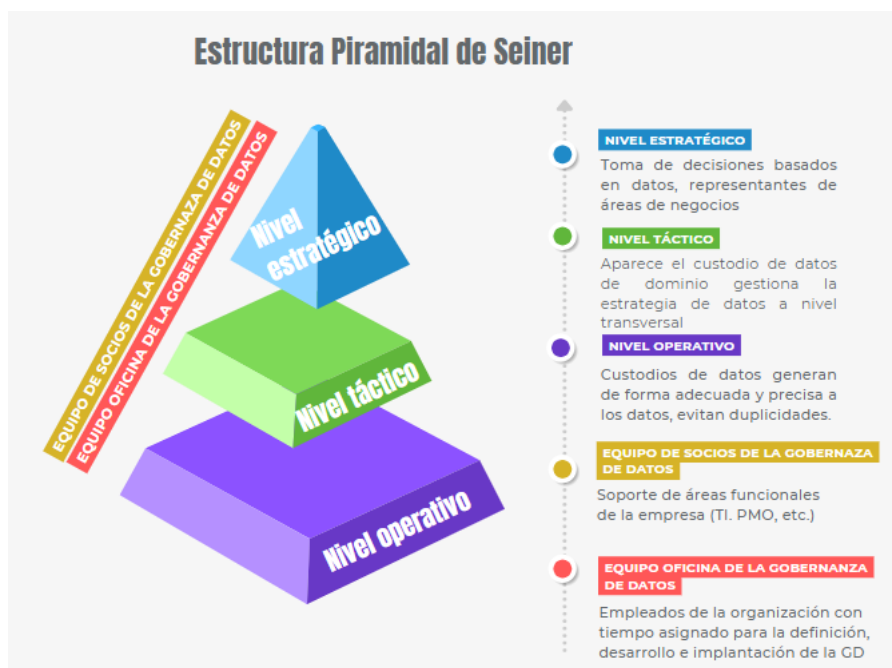 Estructura Piramidal de Seiner
EQUIPO DE SOCIOS DE LA GOBERNAZA DE DATOS
EQUIPO OFICINA DE LA GOBERNANZA DE DATOS
Nivel
estratégico
Nivel táctico
Nivel operativo
NIVEL ESTRATÉGICO
Toma de decisiones basados
en datos, representantes de
áreas de negocios
NIVEL TÁCTICO
Aparece el custodio de datos
de dominio gestiona la
estrategia de datos a nivel
transversal
NIVEL OPERATIVO
Custodios de datos generan
de forma adecuada y precisa a
los datos, evitan duplicidades.
EQUIPO DE SOCIOS DE LA GOBERNAZA
DE DATOS
Soporte de áreas funcionales
de la empresa (TI. PMO, etc.)
EQUIPO OFICINA DE LA GOBERNANZA
DE DATOS
Empleados de la organización con
tiempo asignado para la definición,
desarrollo e implantación de la GD